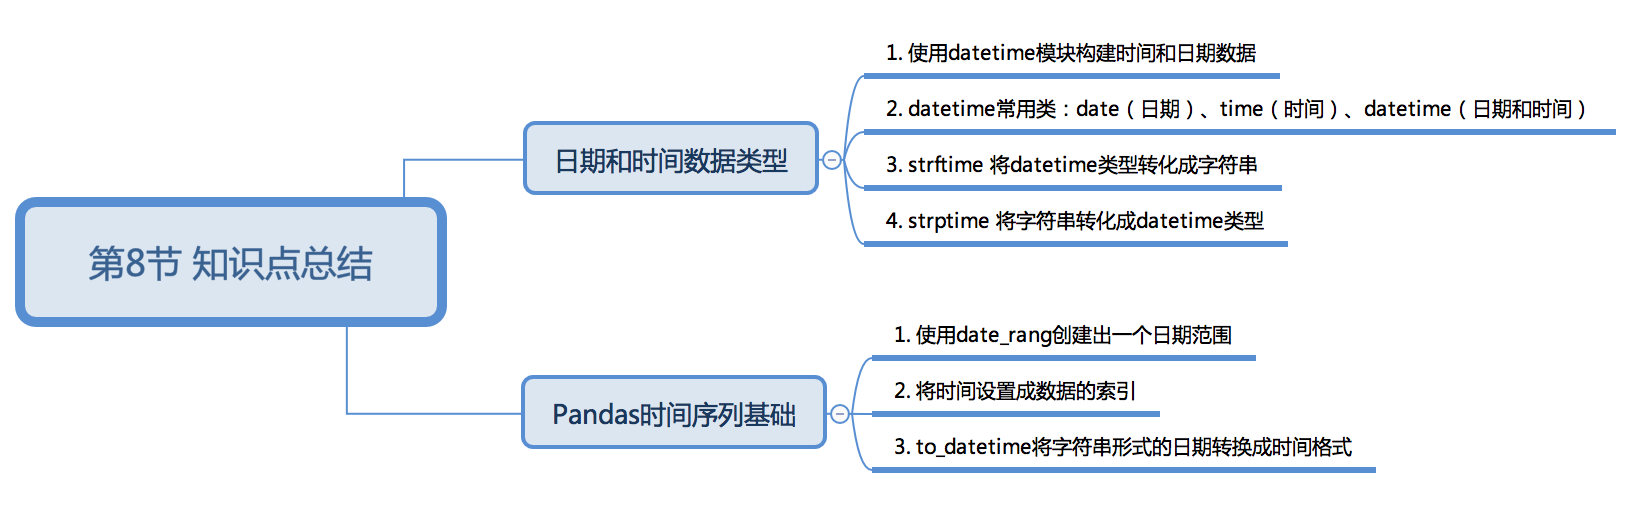 第8节 知识点总结
日期和时间数据类型
1. 使用datetime模块构建时间和日期数据
2. datetime常用类：date（日期）、time（时间）、datetime（日期和时间）
3. strftime 将datetime类型转化成字符串
4. strptime 将字符串转化成datetime类型
Pandas时间序列基础
1. 使用date_rang创建出一个日期范围
2. 将时间设置成数据的索引
3. to_datetime将字符串形式的日期转换成时间格式